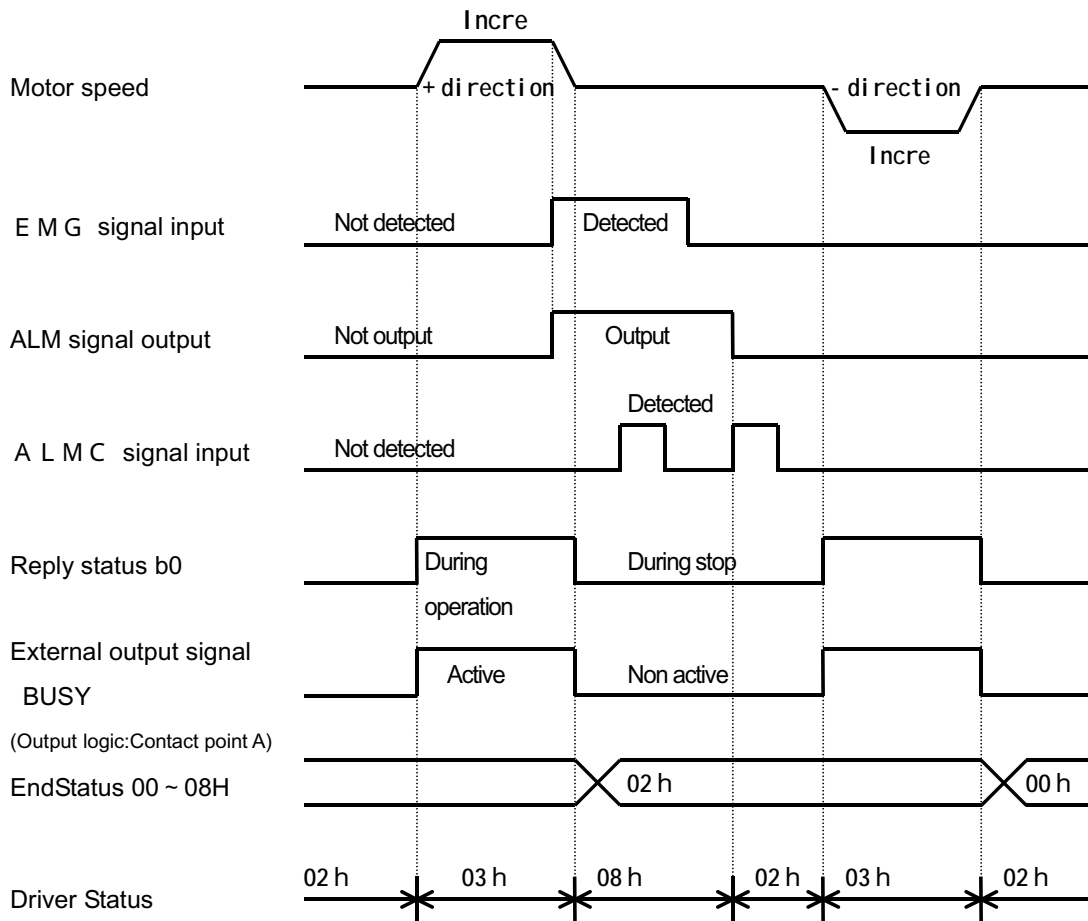 Incre
Motor speed
+ direction
- direction
Incre
E M G signal input
Not detected
Detected
ALM signal output
Not output
Output
Detected
A L M C signal input
Not detected
Reply status b0
During
operation
During stop
External output signal
BUSY
Active
Non active
(Output logic:Contact point A)
EndStatus 00 ~ 08H
02 h
00 h
Driver Status
02 h
03 h
08 h
02 h
03 h
02 h